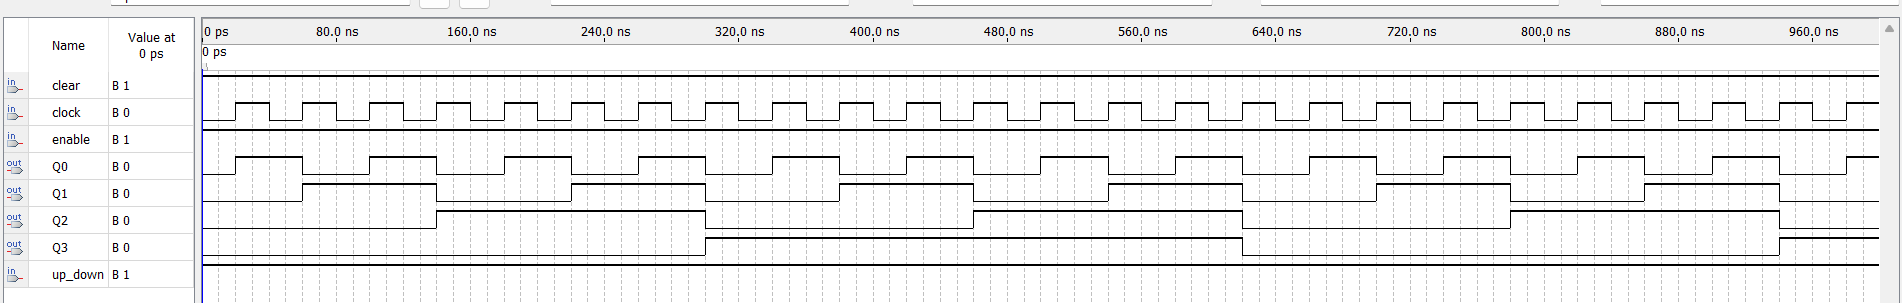 Name Value at 0 ps
0 ps 80.0 ns 160.0 ns 240.0 ns 320.0 ns 400.0 ns 480.0 ns 560.0 ns 640.0 ns 720.0 ns 800.0 ns 880.0 ns 960.0 ns
0 ps
in clear B 1
in clock B 0
in enable B 1
out Q0 B 0
out Q1 B 0
out Q2 B 0
out Q3 B 0
in up_down B 1